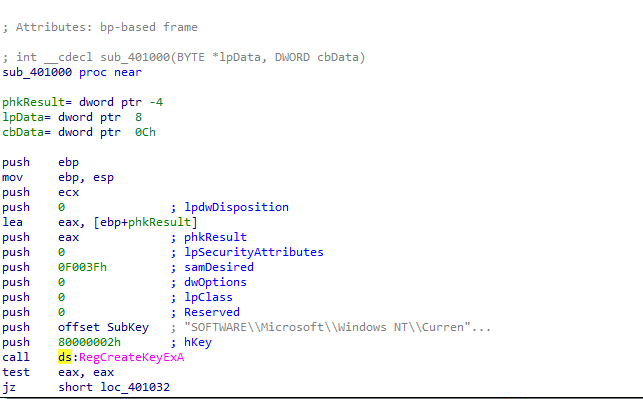 ; Attributes: bp-based frame
; int __cdecl sub_401000(BYTE *lpData, DWORD cbData)
sub_401000 proc near
phkResult= dword ptr -4
lpData= dword ptr  8
cbData= dword ptr  0Ch
push    ebp
mov     ebp, esp
push    ecx
push    0               ; lpdwDisposition
lea     eax, [ebp+phkResult]
push    eax             ; phkResult
push    0               ; lpSecurityAttributes
push    0F003Fh         ; samDesired
push    0               ; dwOptions
push    0               ; lpClass
push    0               ; Reserved
push    offset SubKey   ; "SOFTWARE\\Microsoft\\Windows NT\\Curren"...
push    80000002h       ; hKey
call    ds:RegCreateKeyExA
test    eax, eax
jz      short loc_401032